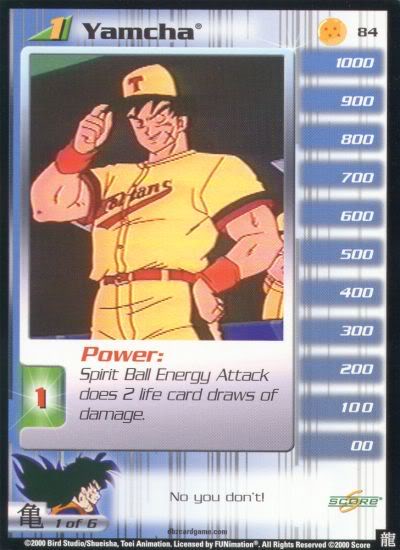 1 Yamcha® 84
1000
900
800
700
600
500
400
300
200
100
00
T
Trojans
Power:
1
Spirit Ball Energy Attack
does 2 life card draws of
damage.
No you don't!
SCORE
亀 1 of 6
龍
dbzcardgame.com
©2000 Bird Studio/Shueisha, Toei Animation. Licensed by FUNimation®. All Rights Reserved ©2000 Score